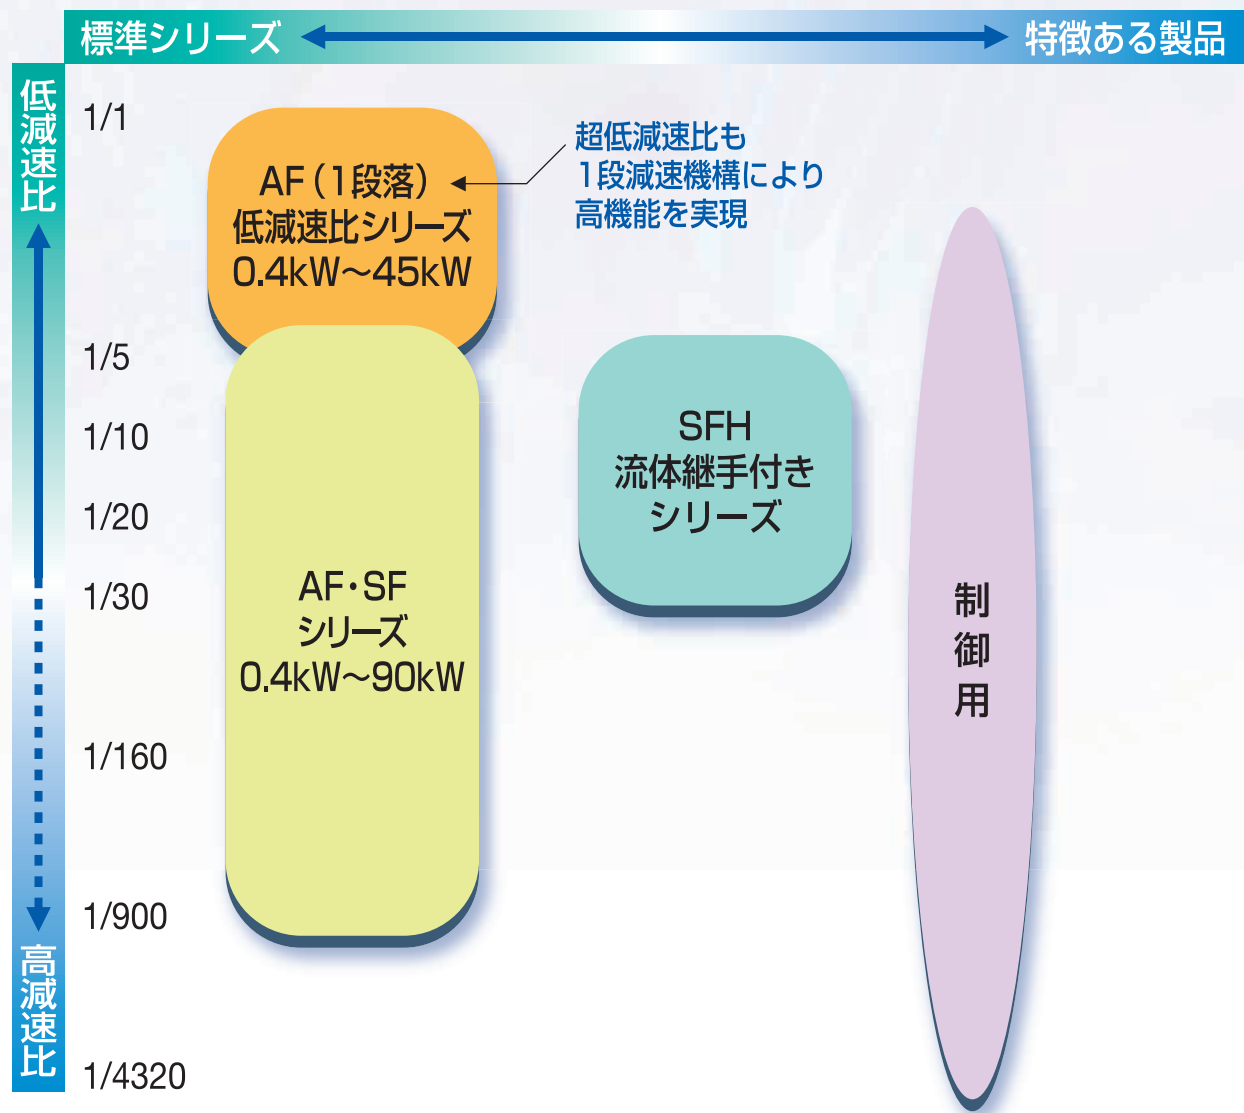 標準シリーズ
特徴ある製品
低減速比
高減速比
1/1
1/5
1/10
1/20
1/30
1/160
1/900
1/4320
AF（1段落）
低減速比シリーズ
0.4kW～45kW
超低減速比も
1段減速機構により
高機能を実現
AF・SF
シリーズ
0.4kW～90kW
SFH
流体継手付き
シリーズ
制御用